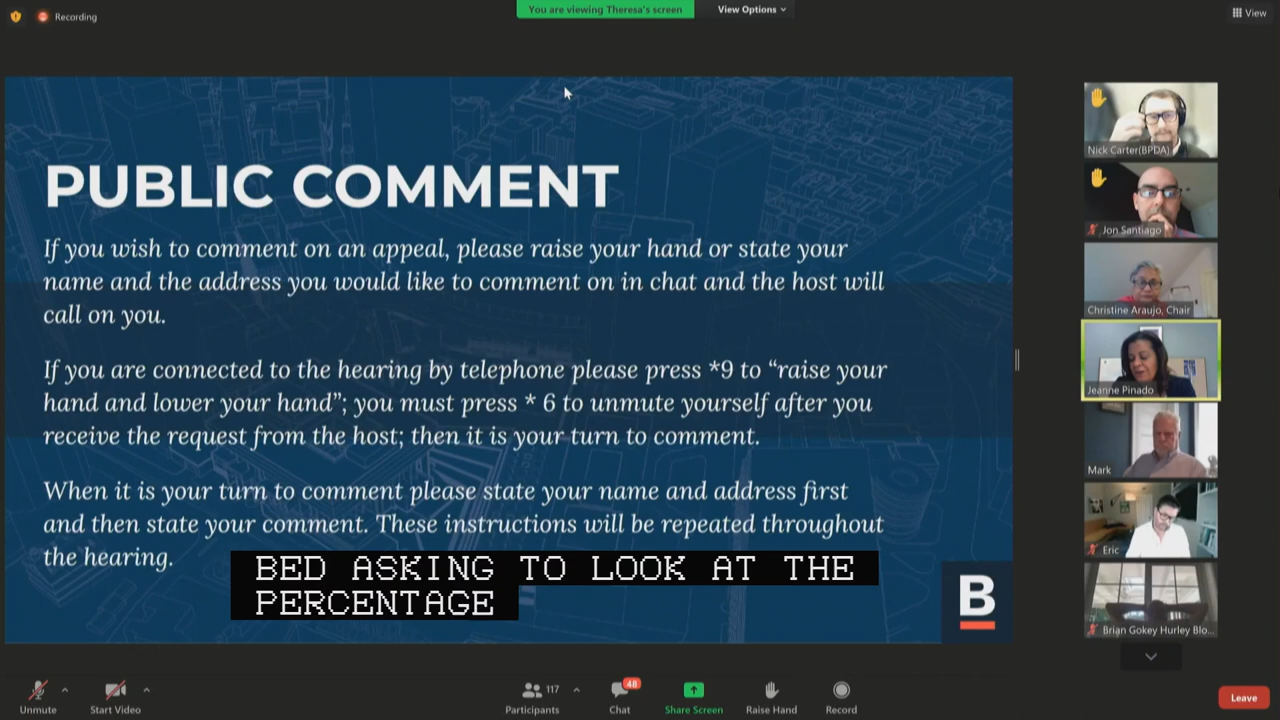 Recording
You are viewing Theresa's screen
View Options
View
PUBLIC COMMENT
If you wish to comment on an appeal, please raise your hand or state your
name and the address you would like to comment on in chat and the host will
call on you.
If you are connected to the hearing by telephone please press *9 to “raise your
hand and lower your hand”; you must press * 6 to unmute yourself after you
receive the request from the host; then it is your turn to comment.
When it is your turn to comment please state your name and address first
and then state your comment. These instructions will be repeated throughout
the hearing.
BED ASKING TO LOOK AT THE
PERCENTAGE
B
Nick Carter(BPDA)
Jon Santiago
Christine Araujo, Chair
Jeanne Pinado
Mark
Eric
Brian Gokey Hurley Blo...
Unmute
Start Video
117
Participants
48
Chat
Share Screen
Raise Hand
Record
Leave